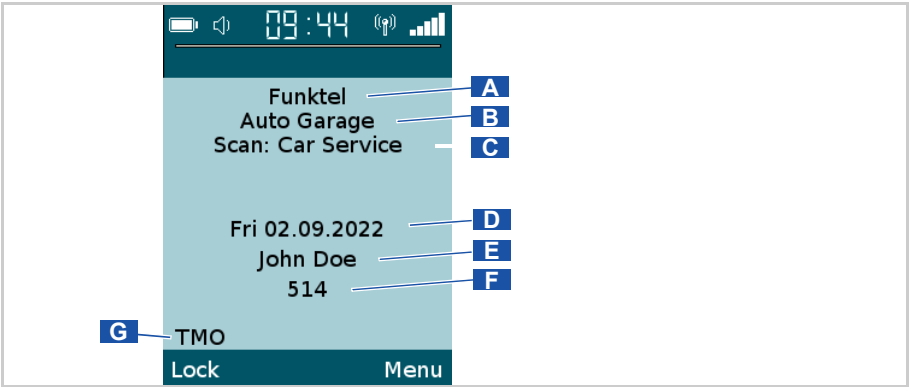 09:44
Funktel A
Auto Garage B
Scan: Car Service C
Fri 02.09.2022 D
John Doe E
514 F
G TMO
Lock Menu